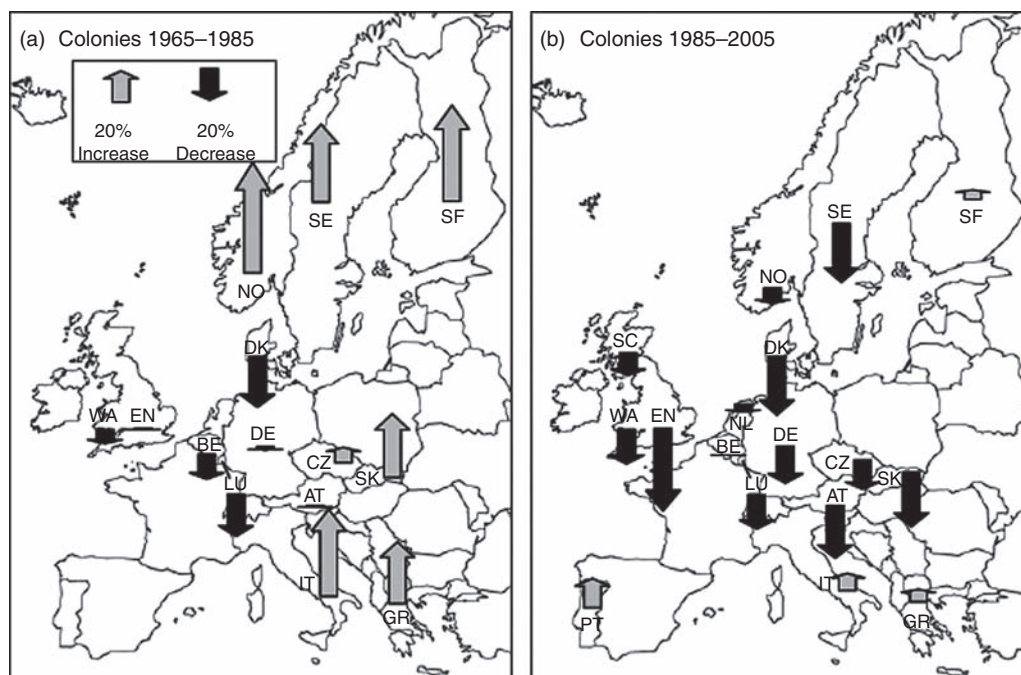 (a) Colonies 1965–1985
20% Increase
20% Decrease
SE
SF
NO
DK
WA
EN
BE
DE
CZ
SK
LU
AT
IT
GR
(b) Colonies 1985–2005
SE
SF
NO
SC
DK
WA
EN
NL
BE
DE
CZ
SK
LU
AT
IT
PT
GR